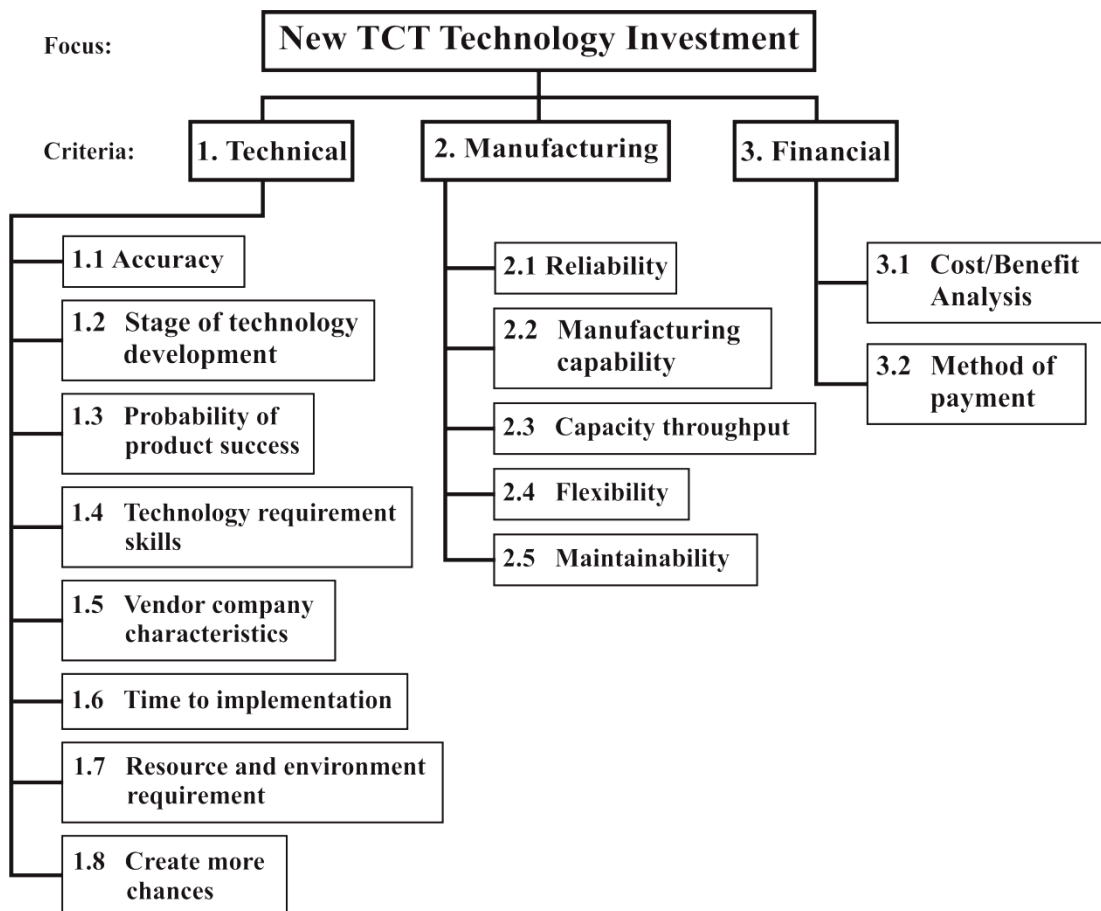 Focus:
New TCT Technology Investment
Criteria:
1. Technical
2. Manufacturing
3. Financial
1.1 Accuracy
1.2 Stage of technology
development
1.3 Probability of
product success
1.4 Technology requirement
skills
1.5 Vendor company
characteristics
1.6 Time to implementation
1.7 Resource and environment
requirement
1.8 Create more
chances
2.1 Reliability
2.2 Manufacturing
capability
2.3 Capacity throughput
2.4 Flexibility
2.5 Maintainability
3.1 Cost/Benefit
Analysis
3.2 Method of
payment